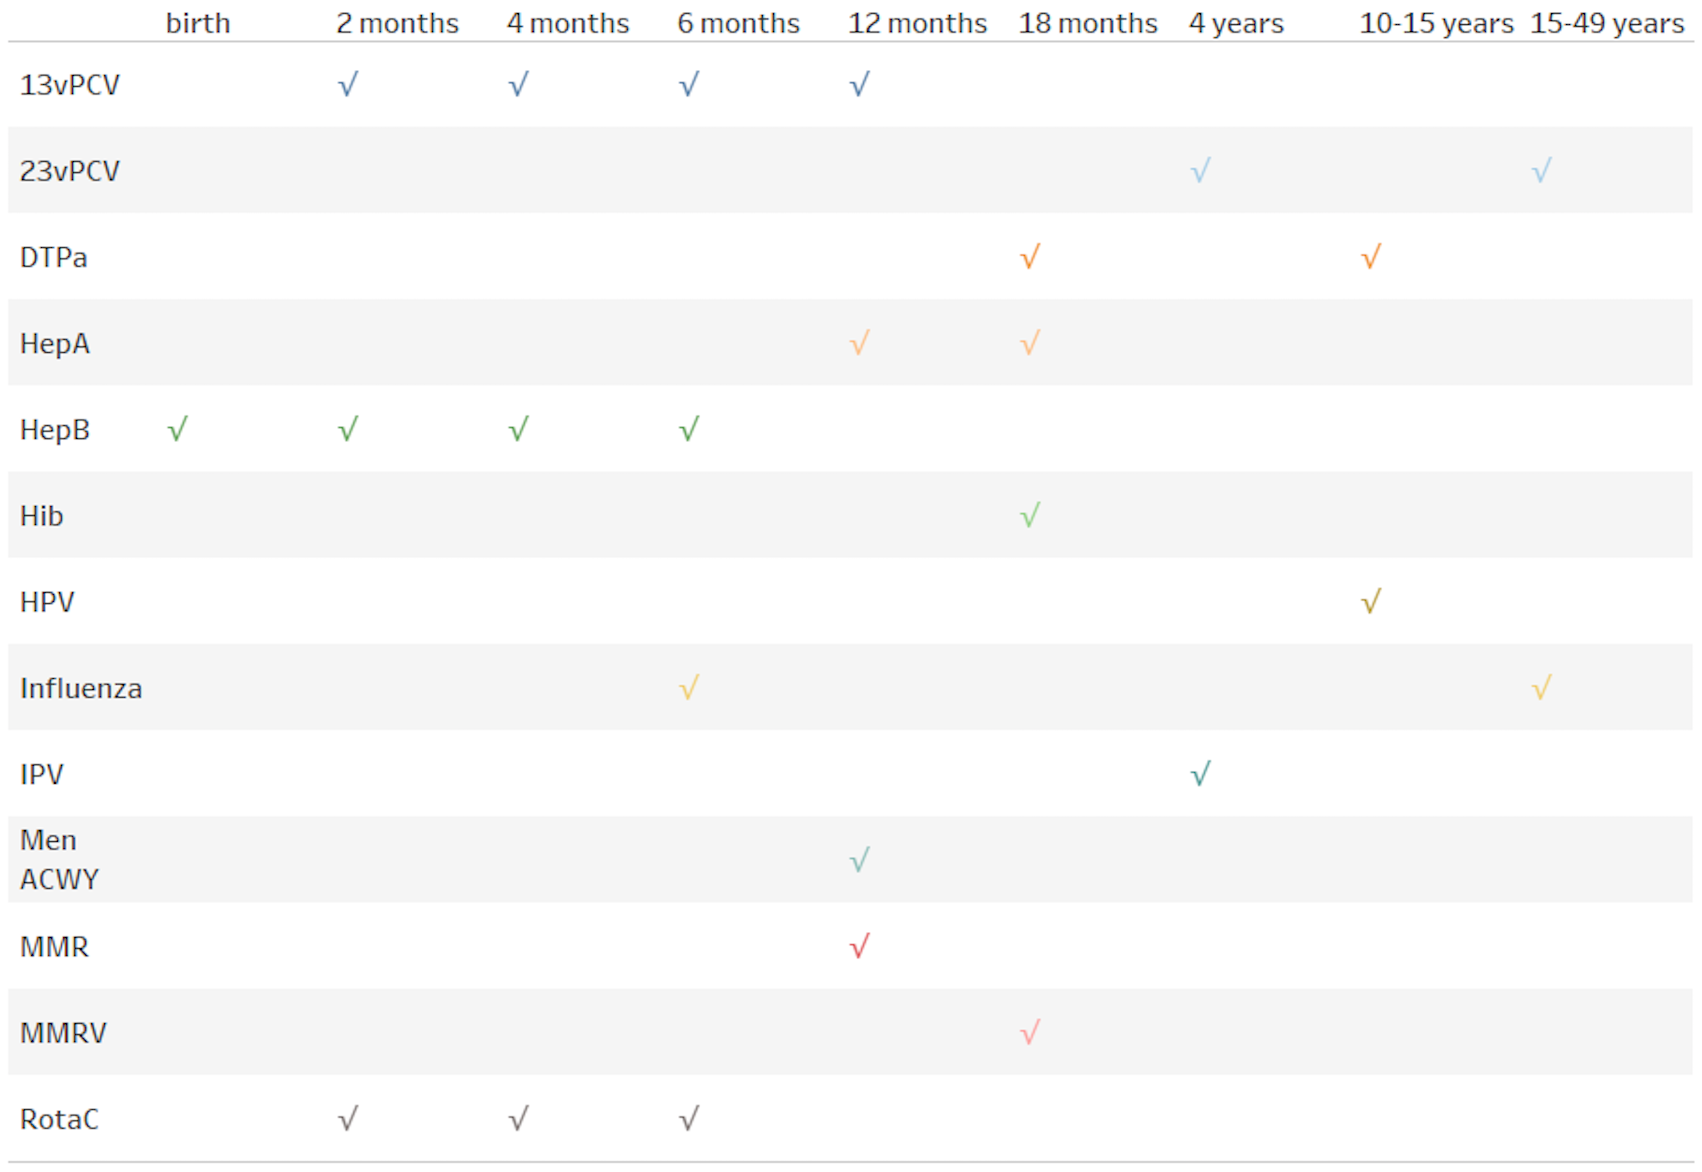 birth 2 months 4 months 6 months 12 months 18 months 4 years 10-15 years 15-49 years
13vPCV √ √ √ √
23vPCV √ √
DTPa √ √
HepA √ √
HepB √ √ √ √
Hib √
HPV √
Influenza √ √
IPV √
Men
ACWY √
MMR √
MMRV √
RotaC √ √ √